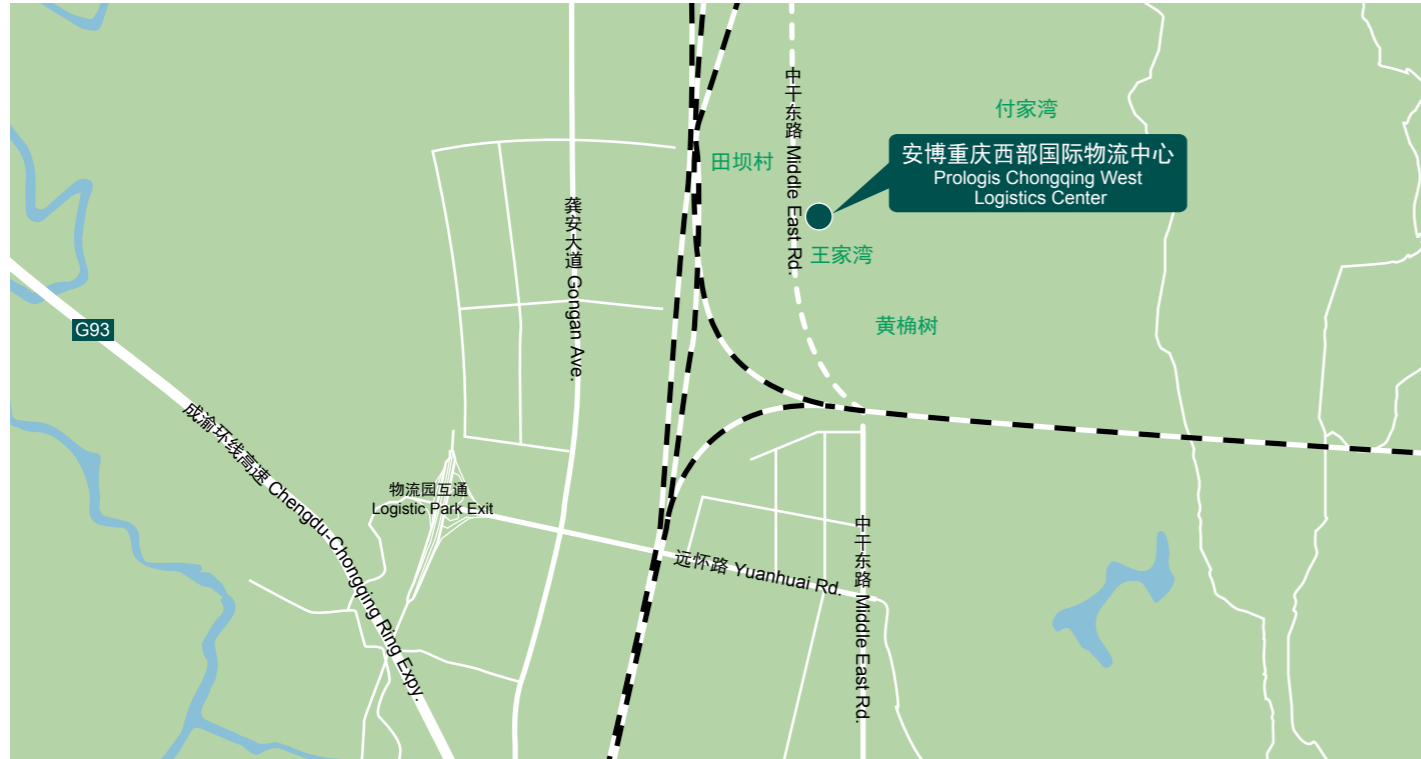 付家湾
中干东路 Middle East Rd.
田坝村
安博重庆西部国际物流中心
Prologis Chongqing West
Logistics Center
龚安大道 Gongan Ave.
王家湾
黄桷树
G93
成渝环线高速 Chengdu-Chongqing Ring Expy.
物流园互通
Logistic Park Exit
远怀路 Yuanhuai Rd.
中干东路 Middle East Rd.